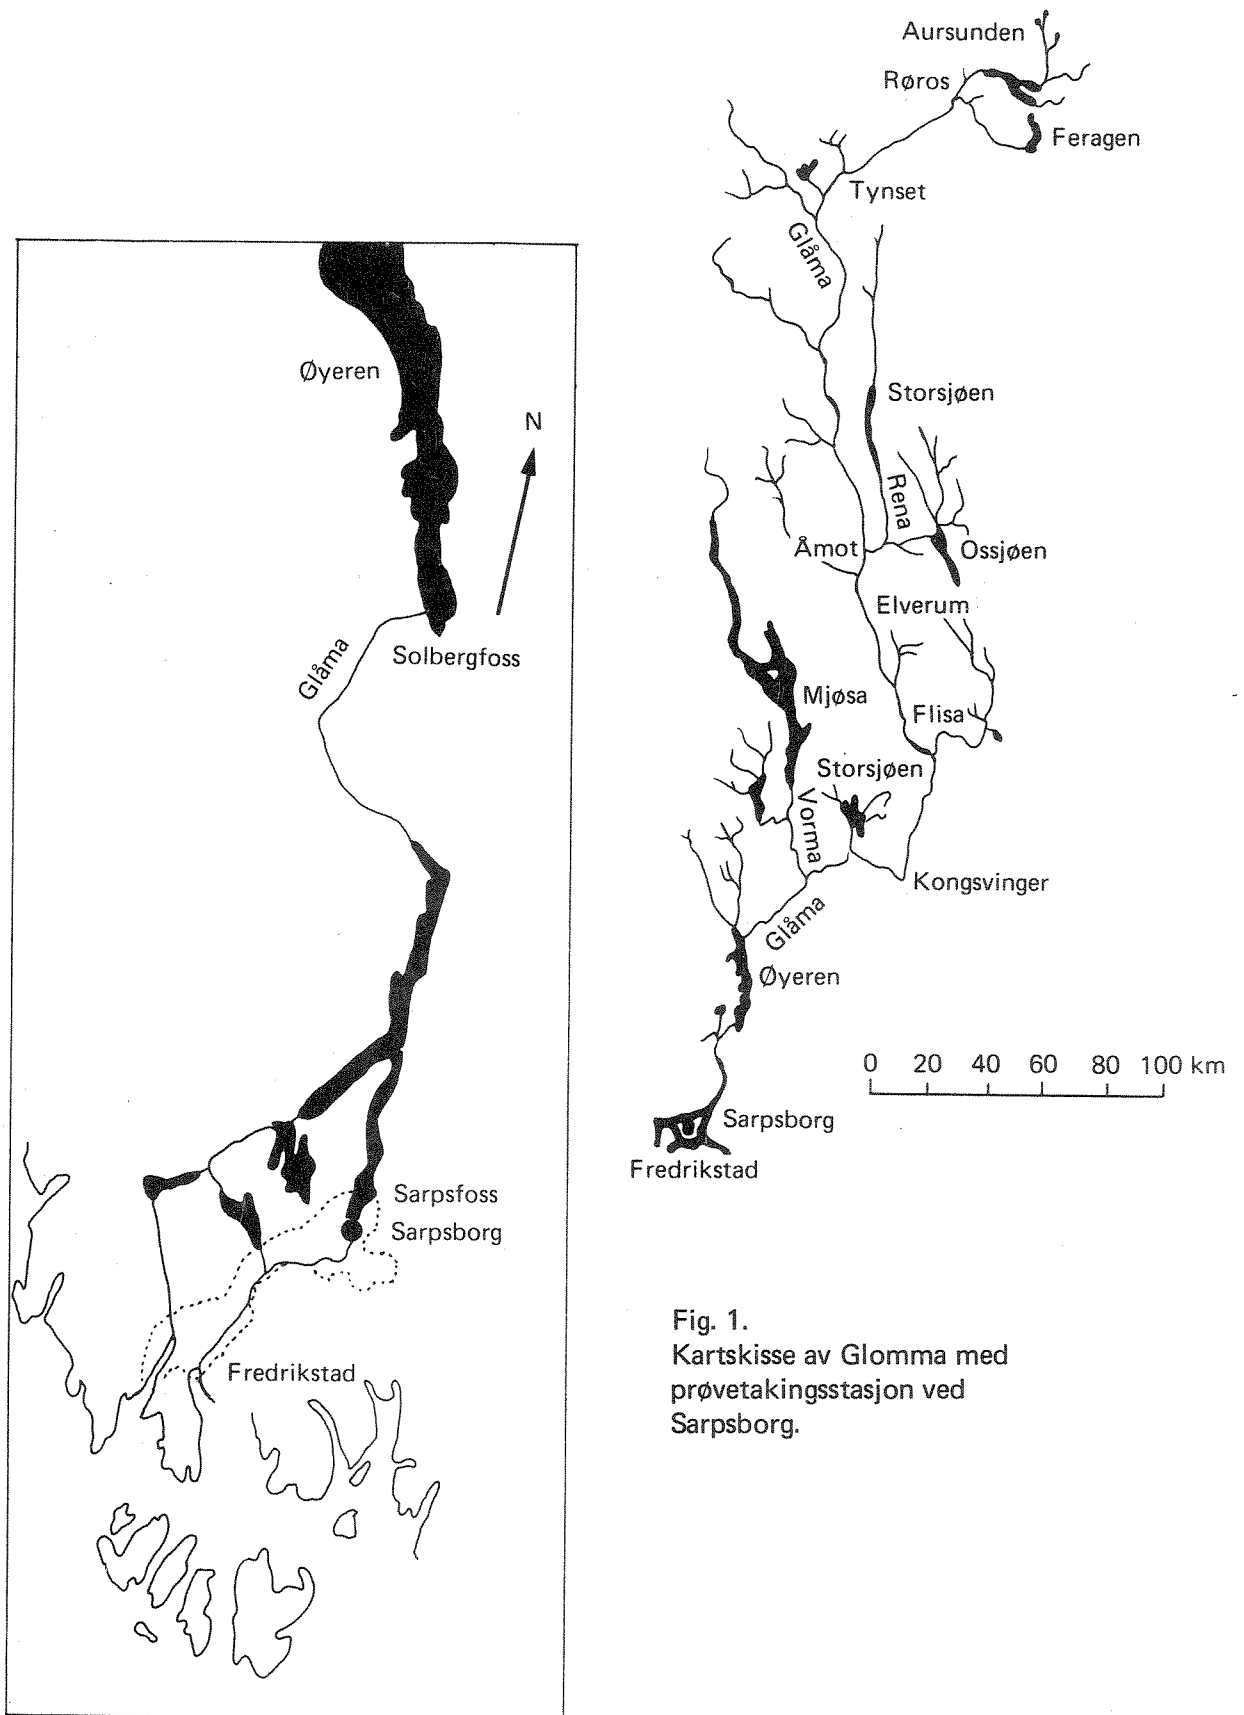 Øyeren
N
Glåma
Solbergfoss
Sarpsfoss
Sarpsborg
Fredrikstad
Aursunden
Røros
Feragen
Tynset
Glåma
Storsjøen
Rena
Åmot
Ossjøen
Elverum
Mjøsa
Flisa
Storsjøen
Vorma
Kongsvinger
Glåma
Øyeren
0 20 40 60 80 100 km
Sarpsborg
Fredrikstad
Fig. 1.
Kartskisse av Glomma med
prøvetakingsstasjon ved
Sarpsborg.